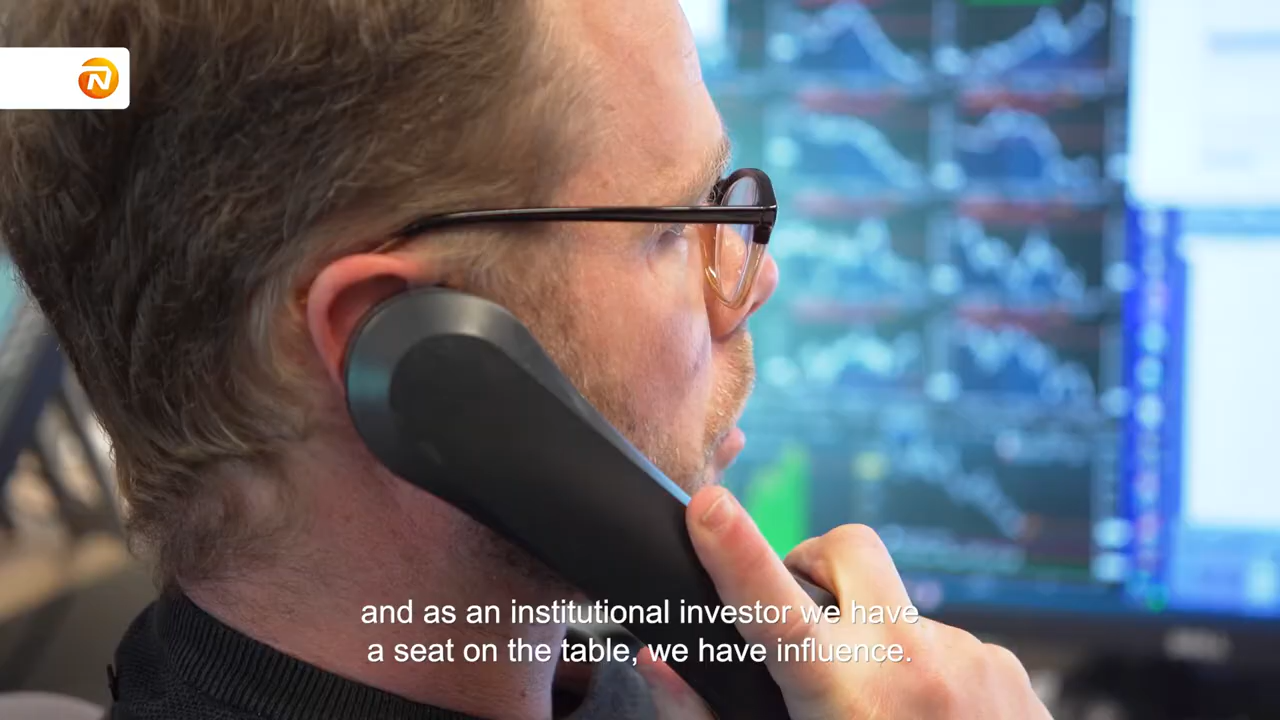 N
and as an institutional investor we have
a seat on the table, we have influence.